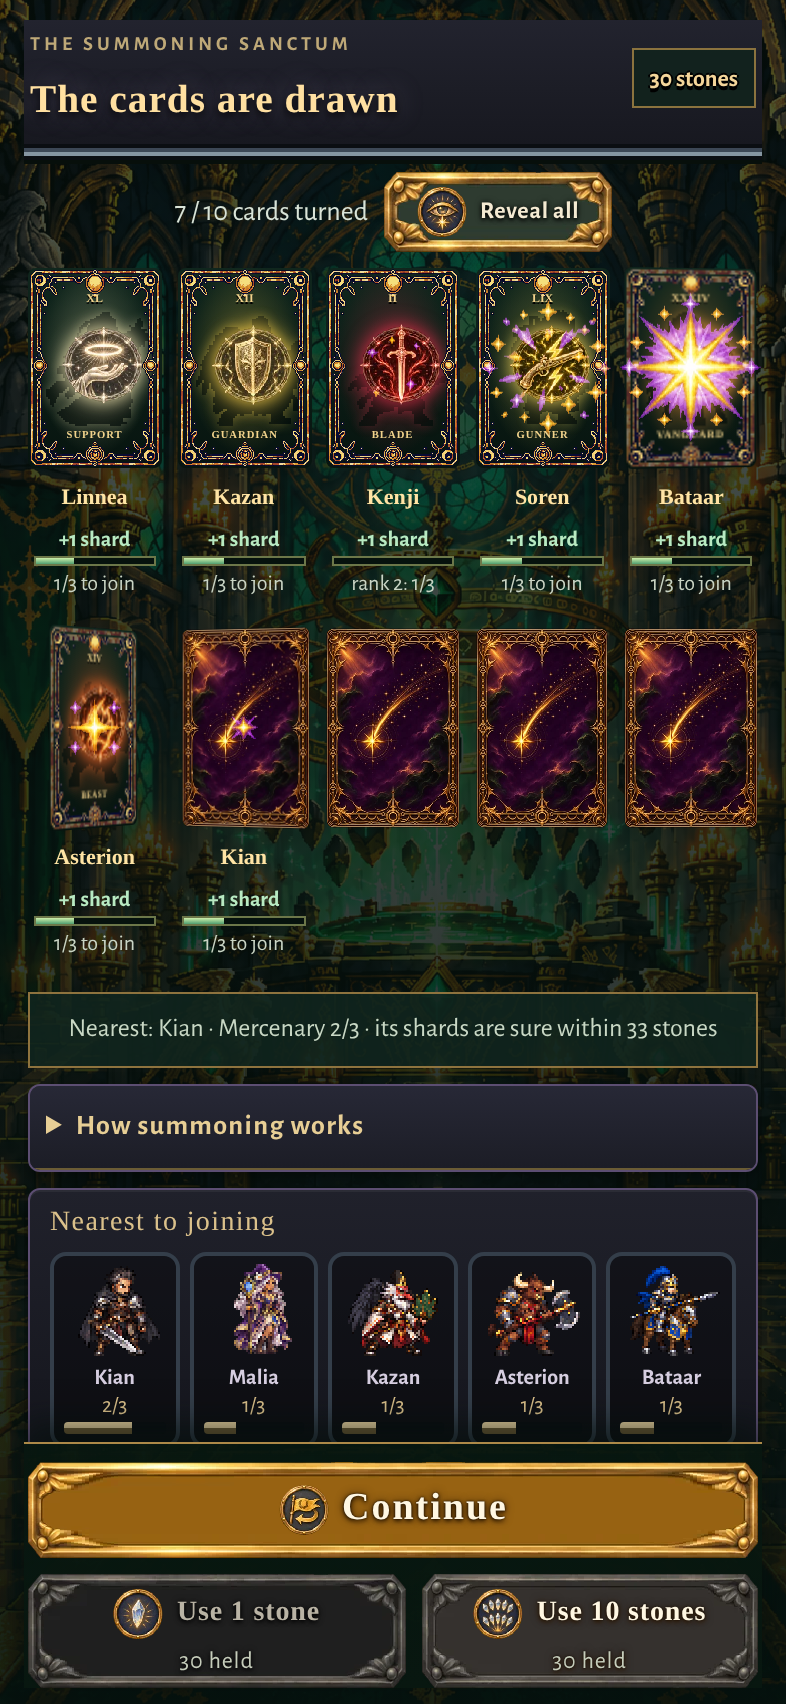 THE SUMMONING SANCTUM
The cards are drawn
30 stones
7 / 10 cards turned
Reveal all
XL
XII
II
LIX
XXXIV
SUPPORT
GUARDIAN
BLADE
GUNNER
VANGUARD
Linnea
Kazan
Kenji
Soren
Bataar
+1 shard
+1 shard
+1 shard
+1 shard
+1 shard
1/3 to join
1/3 to join
rank 2: 1/3
1/3 to join
1/3 to join
XIV
BEAST
Asterion
Kian
+1 shard
+1 shard
1/3 to join
1/3 to join
Nearest: Kian · Mercenary 2/3 · its shards are sure within 33 stones
How summoning works
Nearest to joining
Kian
Malia
Kazan
Asterion
Bataar
2/3
1/3
1/3
1/3
1/3
Continue
Use 1 stone
30 held
Use 10 stones
30 held